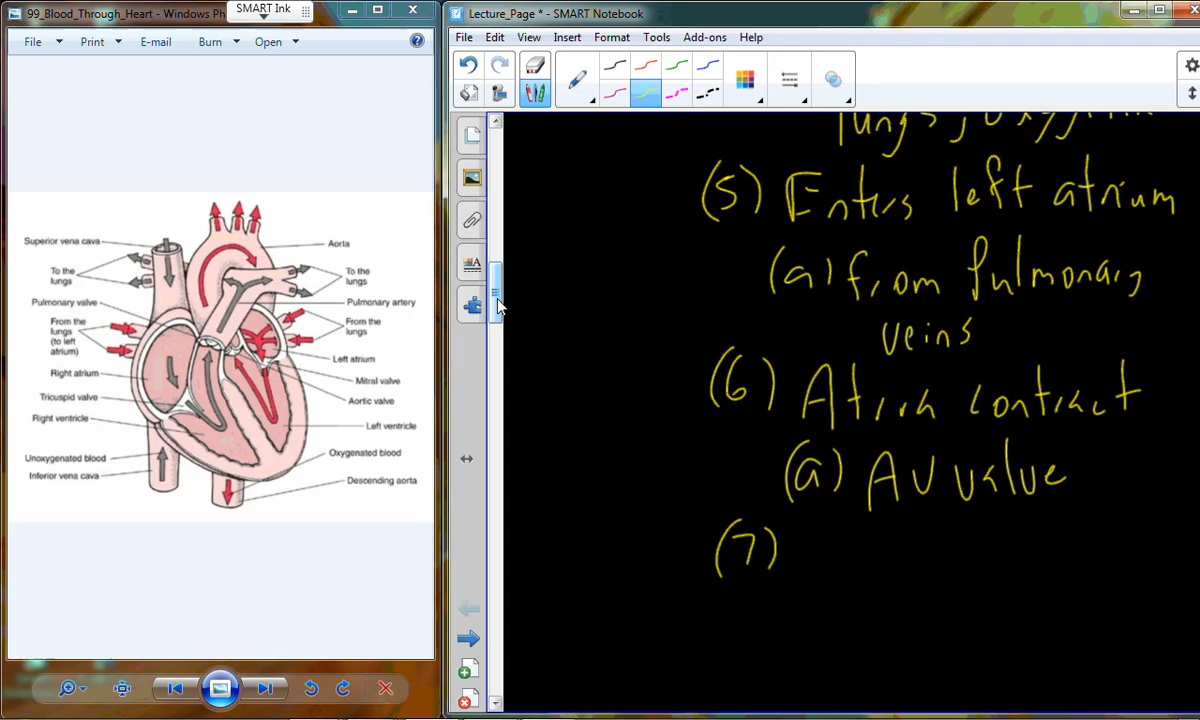 99_Blood_Through_Heart - Windows Ph
SMART Ink
File Print E-mail Burn Open
Superior vena cava
To the
lungs
Pulmonary valve
From the
lungs
(to left
atrium)
Right atrium
Tricuspid valve
Right ventricle
Unoxygenated blood
Inferior vena cava
Aorta
To the
lungs
Pulmonary artery
From the
lungs
Left atrium
Mitral valve
Aortic valve
Left ventricle
Oxygenated blood
Descending aorta
Lecture_Page * - SMART Notebook
File Edit View Insert Format Tools Add-ons Help
lungs,
(5) Enters left atrium
(a) from pulmonary
veins
(6) Atria contract
(a) AV valve
(7)